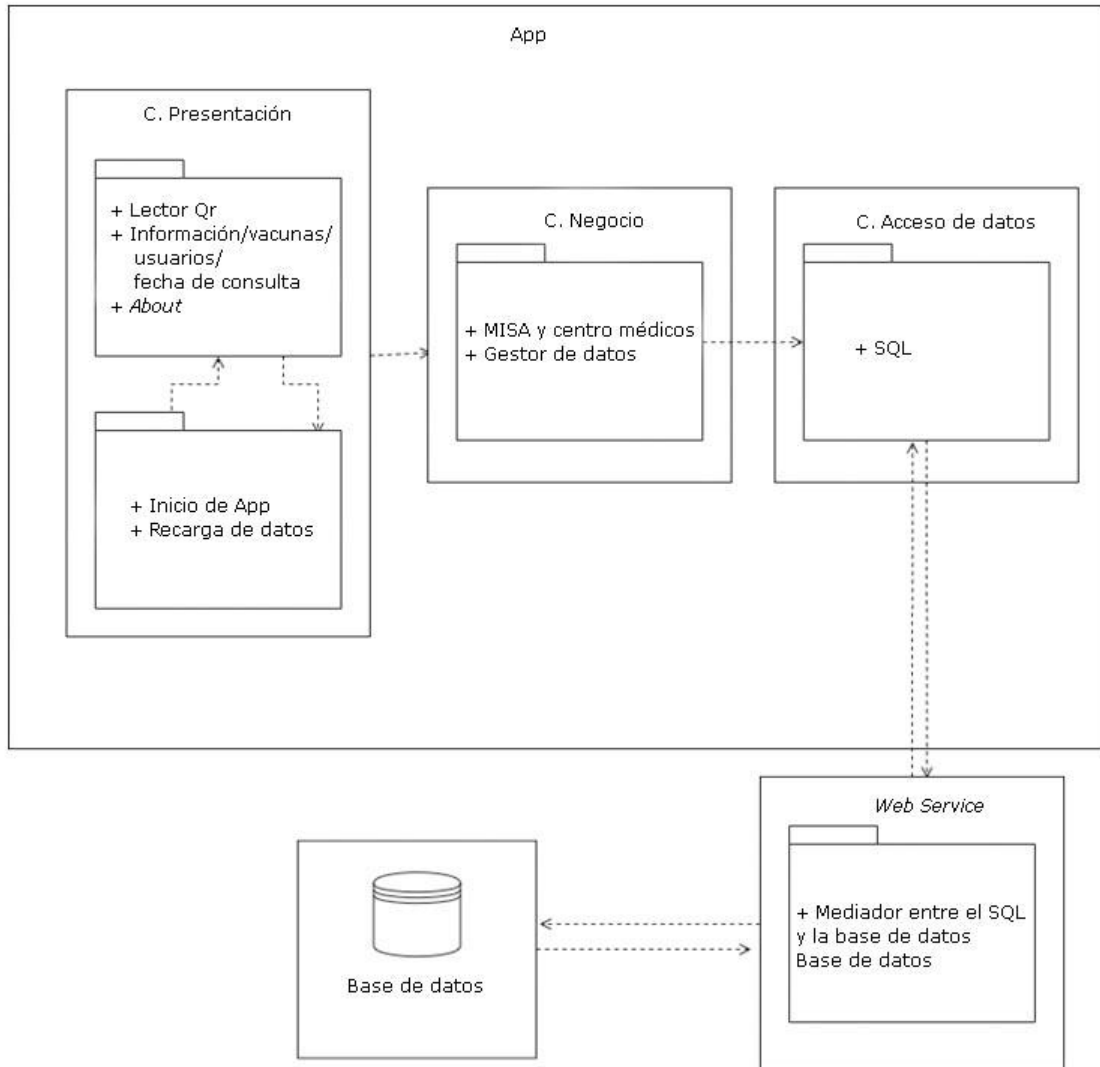 App
C. Presentación
+ Lector Qr
+ Información/vacunas/
usuarios/
fecha de consulta
+ About
+ Inicio de App
+ Recarga de datos
C. Negocio
+ MISA y centro médicos
+ Gestor de datos
C. Acceso de datos
+ SQL
Web Service
+ Mediador entre el SQL
y la base de datos
Base de datos
Base de datos